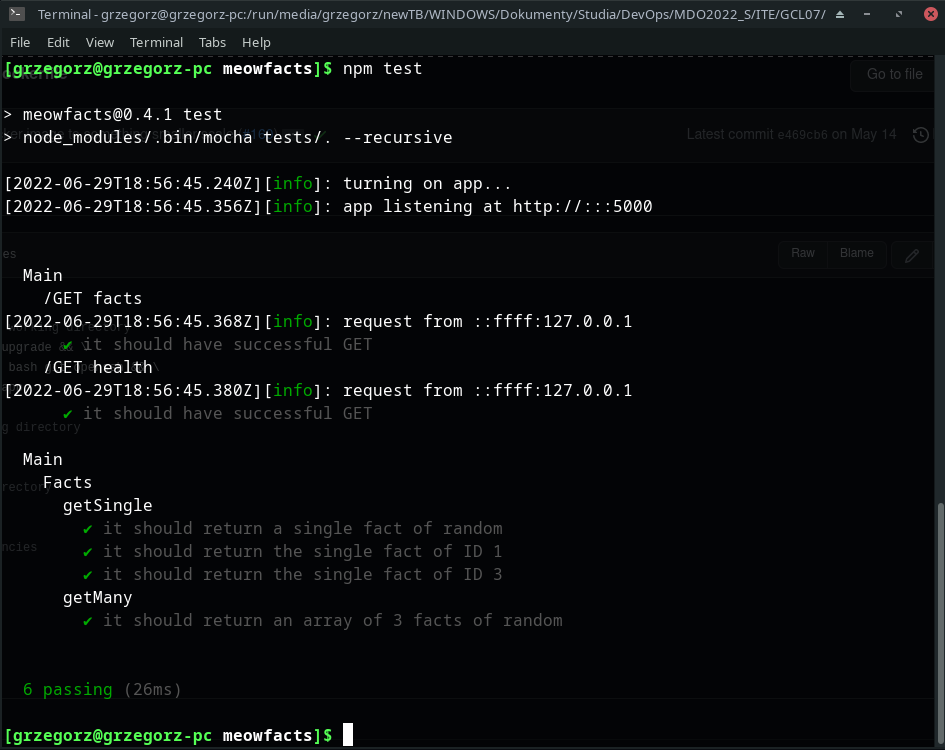 Terminal - grzegorz@grzegorz-pc:/run/media/grzegorz/newTB/WINDOWS/Dokumenty/Studia/DevOps/MDO2022_S/ITE/GCL07/
File Edit View Terminal Tabs Help
[grzegorz@grzegorz-pc meowfacts]$ npm test
Go to file
> meowfacts@0.4.1 test
> node_modules/.bin/mocha tests/. --recursive
Latest commit e469cb6 on May 14
[2022-06-29T18:56:45.240Z][info]: turning on app...
[2022-06-29T18:56:45.356Z][info]: app listening at http://:::5000
Raw Blame
Main
/GET facts
[2022-06-29T18:56:45.368Z][info]: request from ::ffff:127.0.0.1
✔ it should have successful GET
upgrade && \
/GET health
[2022-06-29T18:56:45.380Z][info]: request from ::ffff:127.0.0.1
✔ it should have successful GET
g directory
Main
Facts
rectory
getSingle
✔ it should return a single fact of random
✔ it should return the single fact of ID 1
ncies
✔ it should return the single fact of ID 3
getMany
✔ it should return an array of 3 facts of random
6 passing (26ms)
[grzegorz@grzegorz-pc meowfacts]$